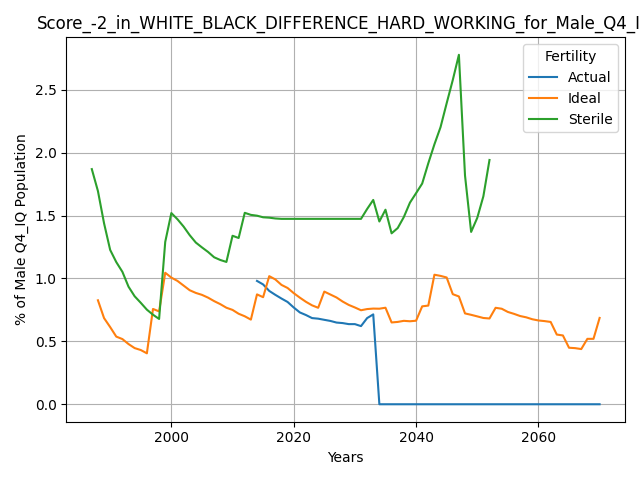 Score_-2_in_WHITE_BLACK_DIFFERENCE_HARD_WORKING_for_Male_Q4_I
Fertility
Actual
Ideal
Sterile
% of Male Q4_IQ Population
2.5
2.0
1.5
1.0
0.5
0.0
2000 2020 2040 2060
Years